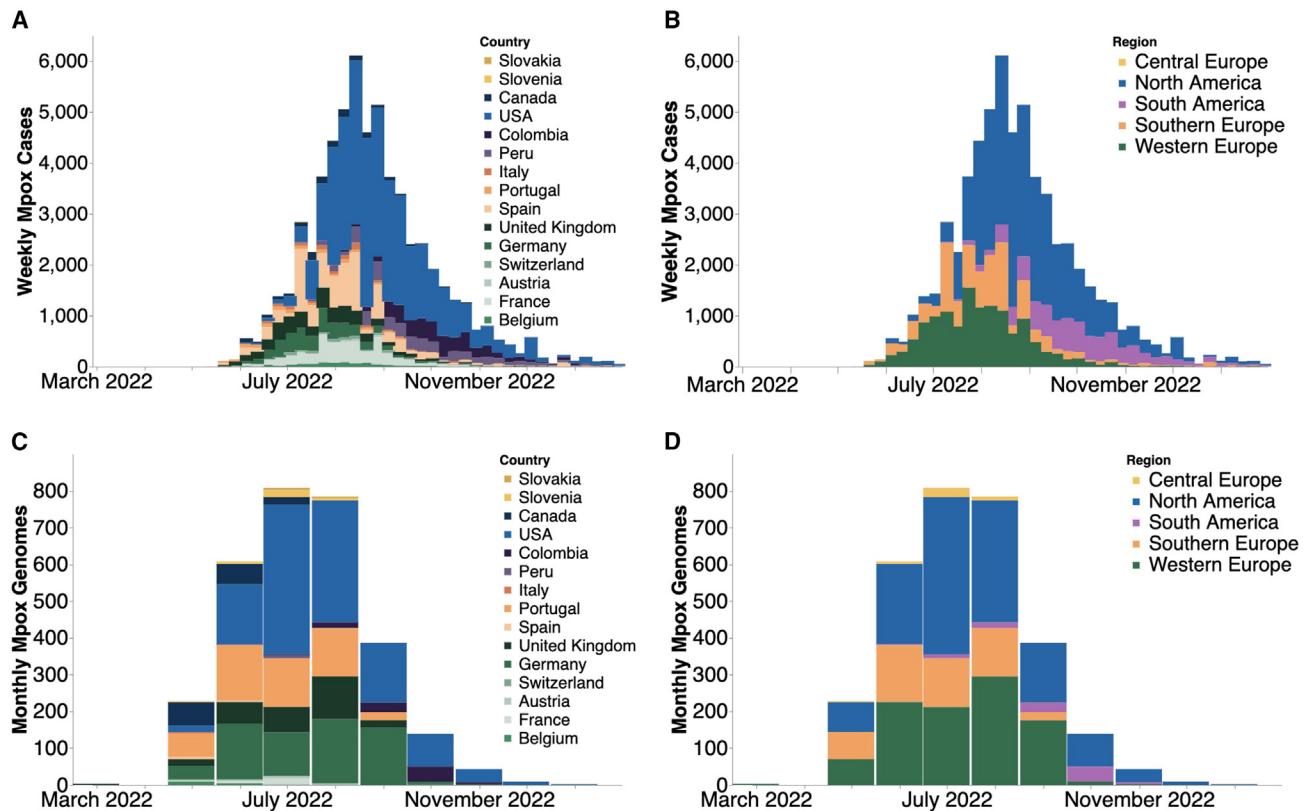 A
Weekly Mpox Cases
6,000
5,000
4,000
3,000
2,000
1,000
0
March 2022
July 2022
November 2022
Country
Slovakia
Slovenia
Canada
USA
Colombia
Peru
Italy
Portugal
Spain
United Kingdom
Germany
Switzerland
Austria
France
Belgium
B
Weekly Mpox Cases
6,000
5,000
4,000
3,000
2,000
1,000
0
March 2022
July 2022
November 2022
Region
Central Europe
North America
South America
Southern Europe
Western Europe
C
Monthly Mpox Genomes
800
700
600
500
400
300
200
100
0
March 2022
July 2022
November 2022
Country
Slovakia
Slovenia
Canada
USA
Colombia
Peru
Italy
Portugal
Spain
United Kingdom
Germany
Switzerland
Austria
France
Belgium
D
Monthly Mpox Genomes
800
700
600
500
400
300
200
100
0
March 2022
July 2022
November 2022
Region
Central Europe
North America
South America
Southern Europe
Western Europe